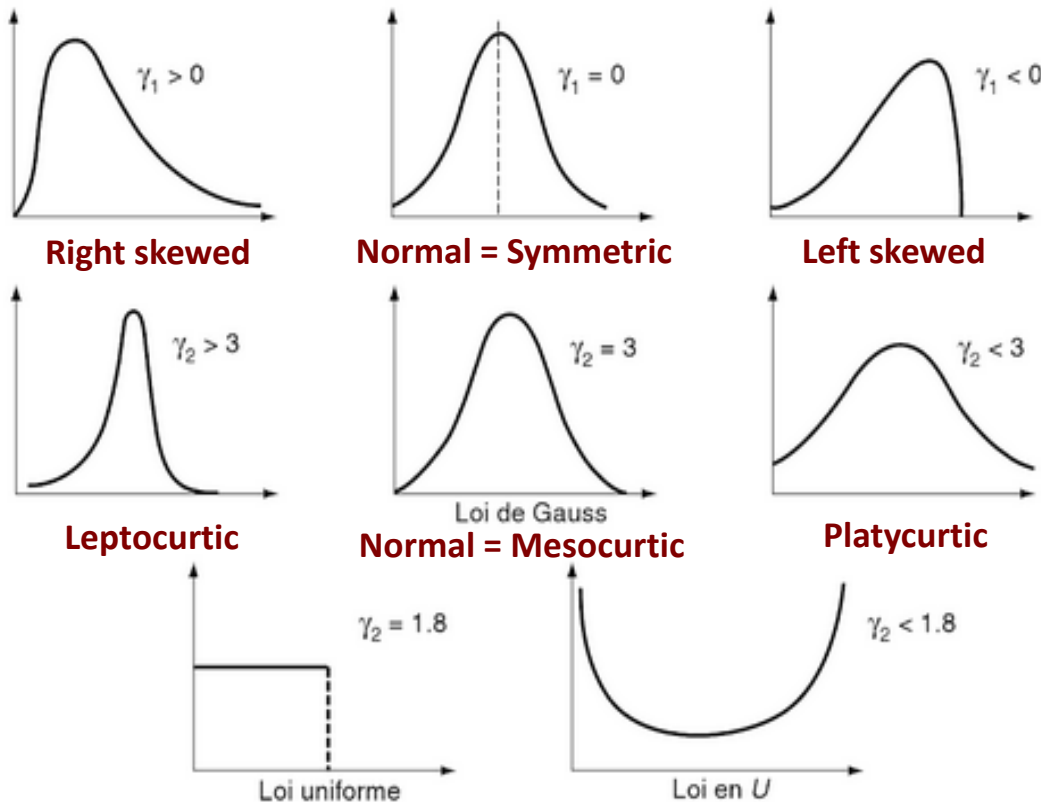 γ₁ > 0
γ₁ = 0
γ₁ < 0
Right skewed
Normal = Symmetric
Left skewed
γ₂ > 3
γ₂ = 3
γ₂ < 3
Loi de Gauss
Leptocurtic
Normal = Mesocurtic
Platycurtic
γ₂ = 1.8
γ₂ < 1.8
Loi uniforme
Loi en U